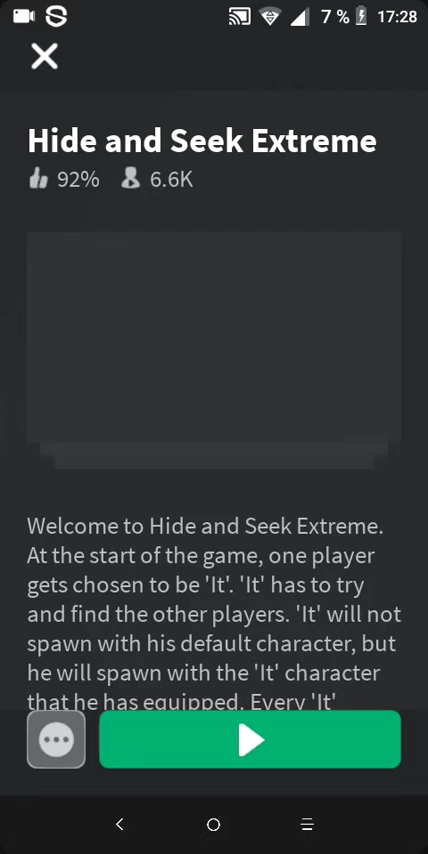 7 % 17:28
Hide and Seek Extreme
92% 6.6K
Welcome to Hide and Seek Extreme.
At the start of the game, one player
gets chosen to be 'It'. 'It' has to try
and find the other players. 'It' will not
spawn with his default character, but
he will spawn with the 'It' character
that he has equipped. Every 'It'